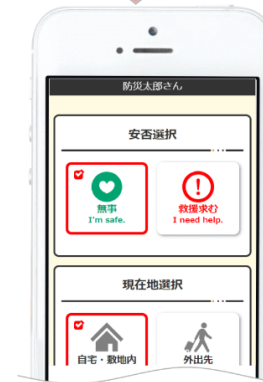 防災太郎さん
安否選択
無事
I'm safe.
救援求む
I need help.
現在地選択
自宅・敷地内
外出先